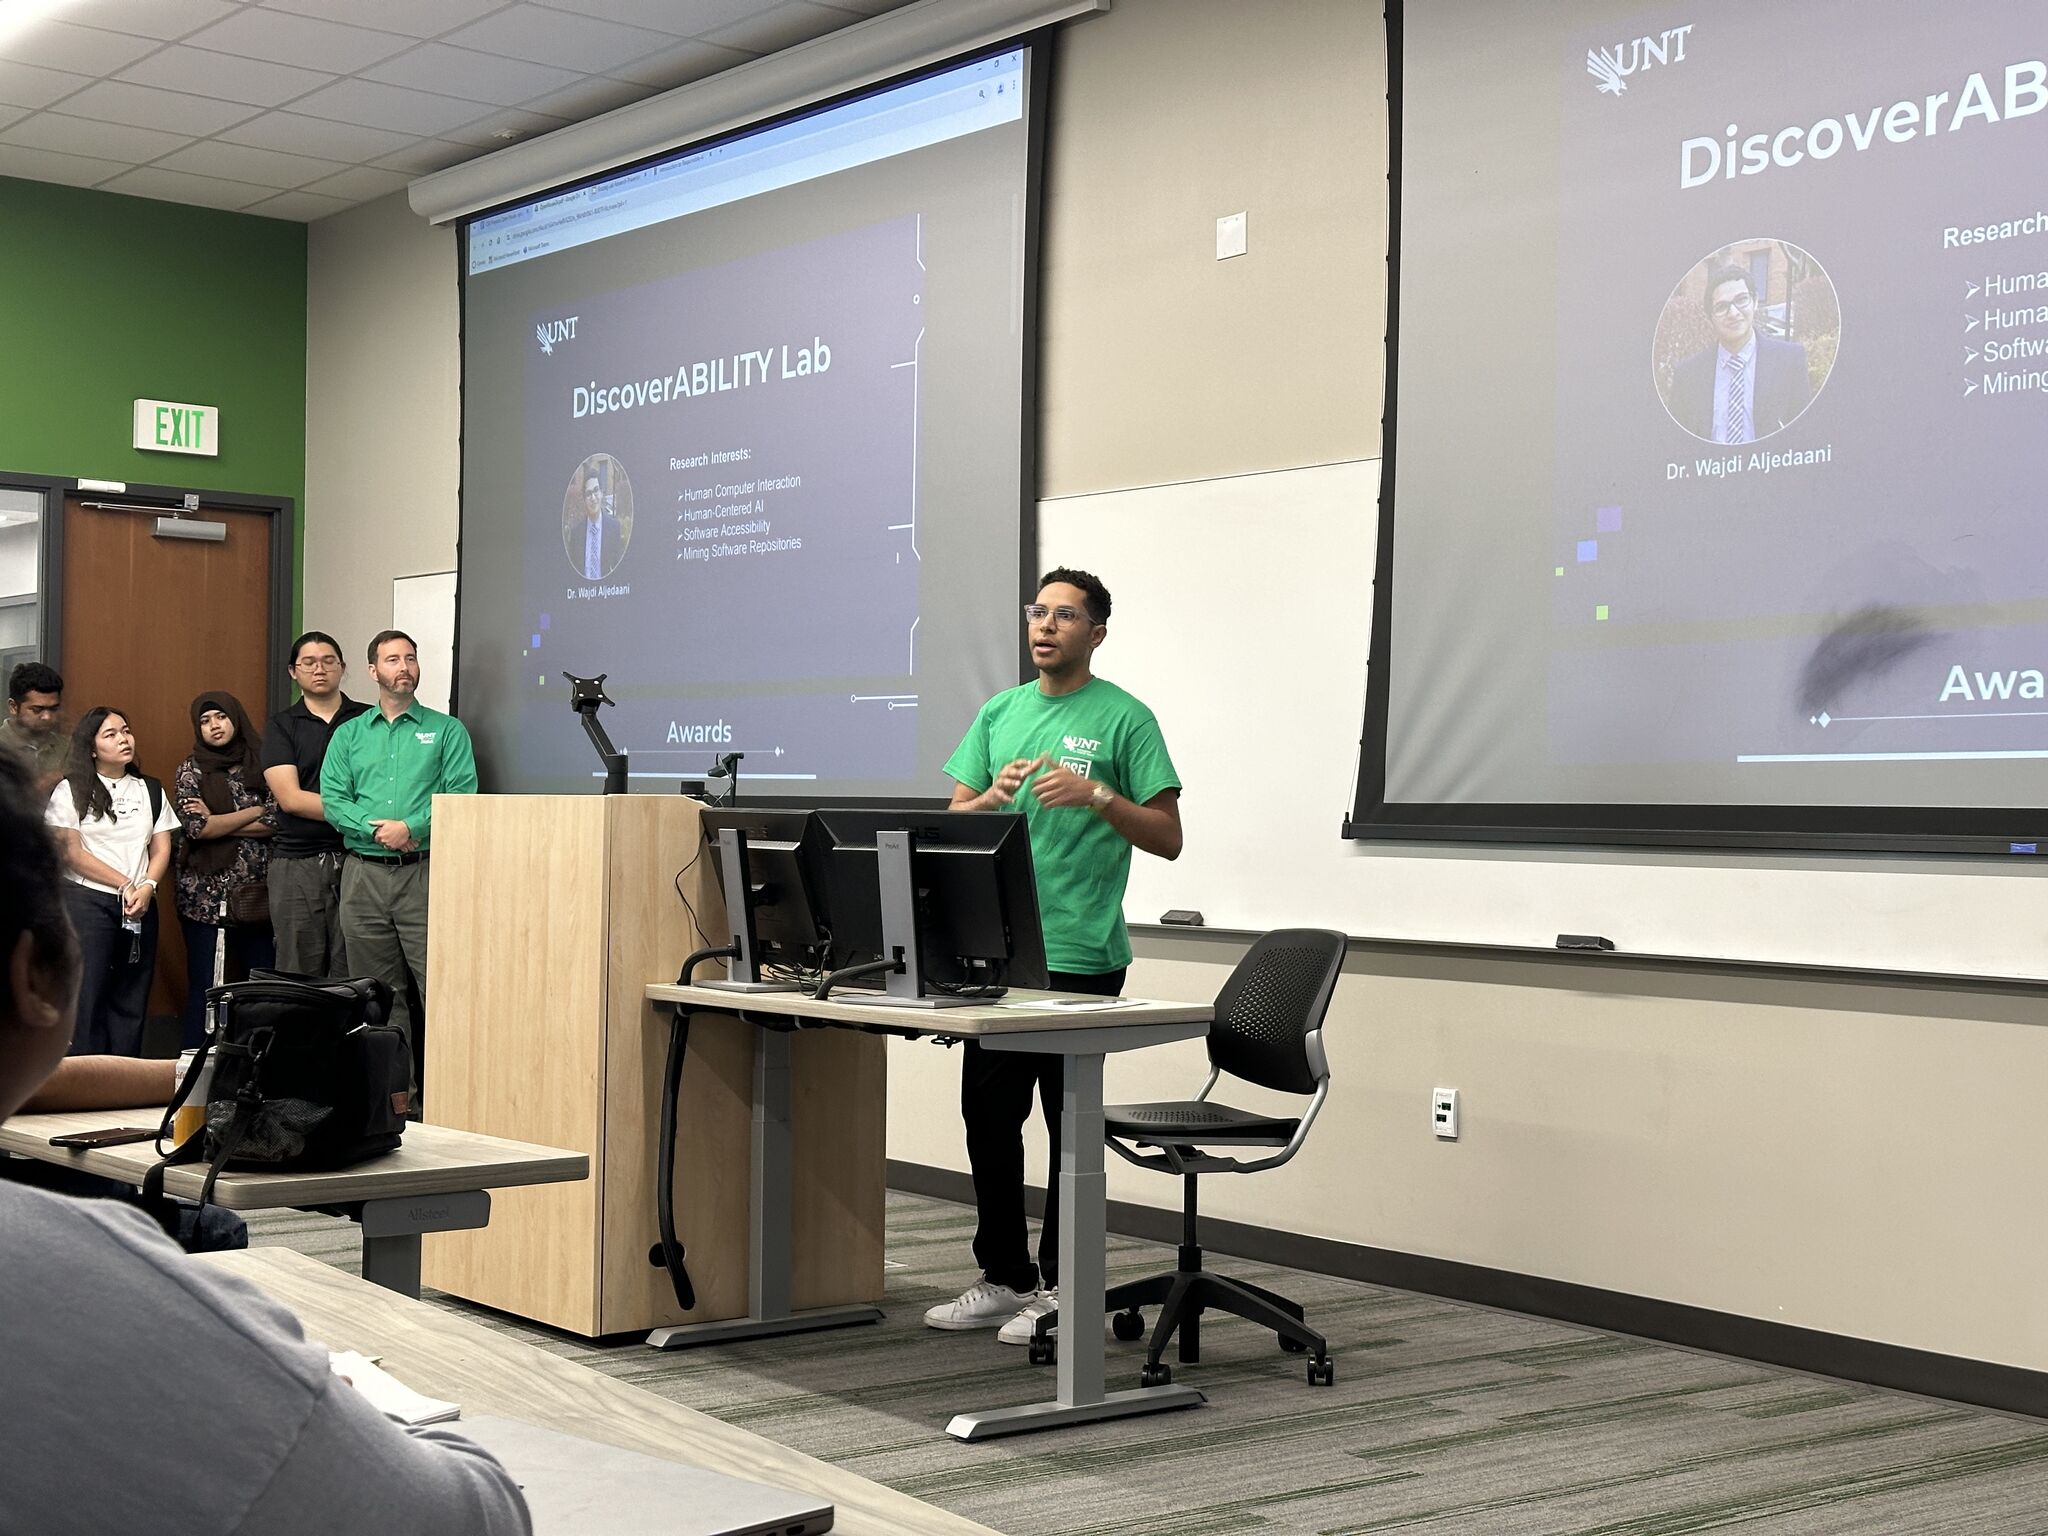 EXIT
UNT
DiscoverABILITY Lab
Research Interests:
➢Human Computer Interaction
➢Human-Centered AI
➢Software Accessibility
➢Mining Software Repositories
Dr. Wajdi Aljedaani
Awards
UNT
DiscoverAB
Research
➢Huma
➢Huma
➢Softwa
➢Mining
Dr. Wajdi Aljedaani
Awa
UNT
UNT
CSE
Allsteel